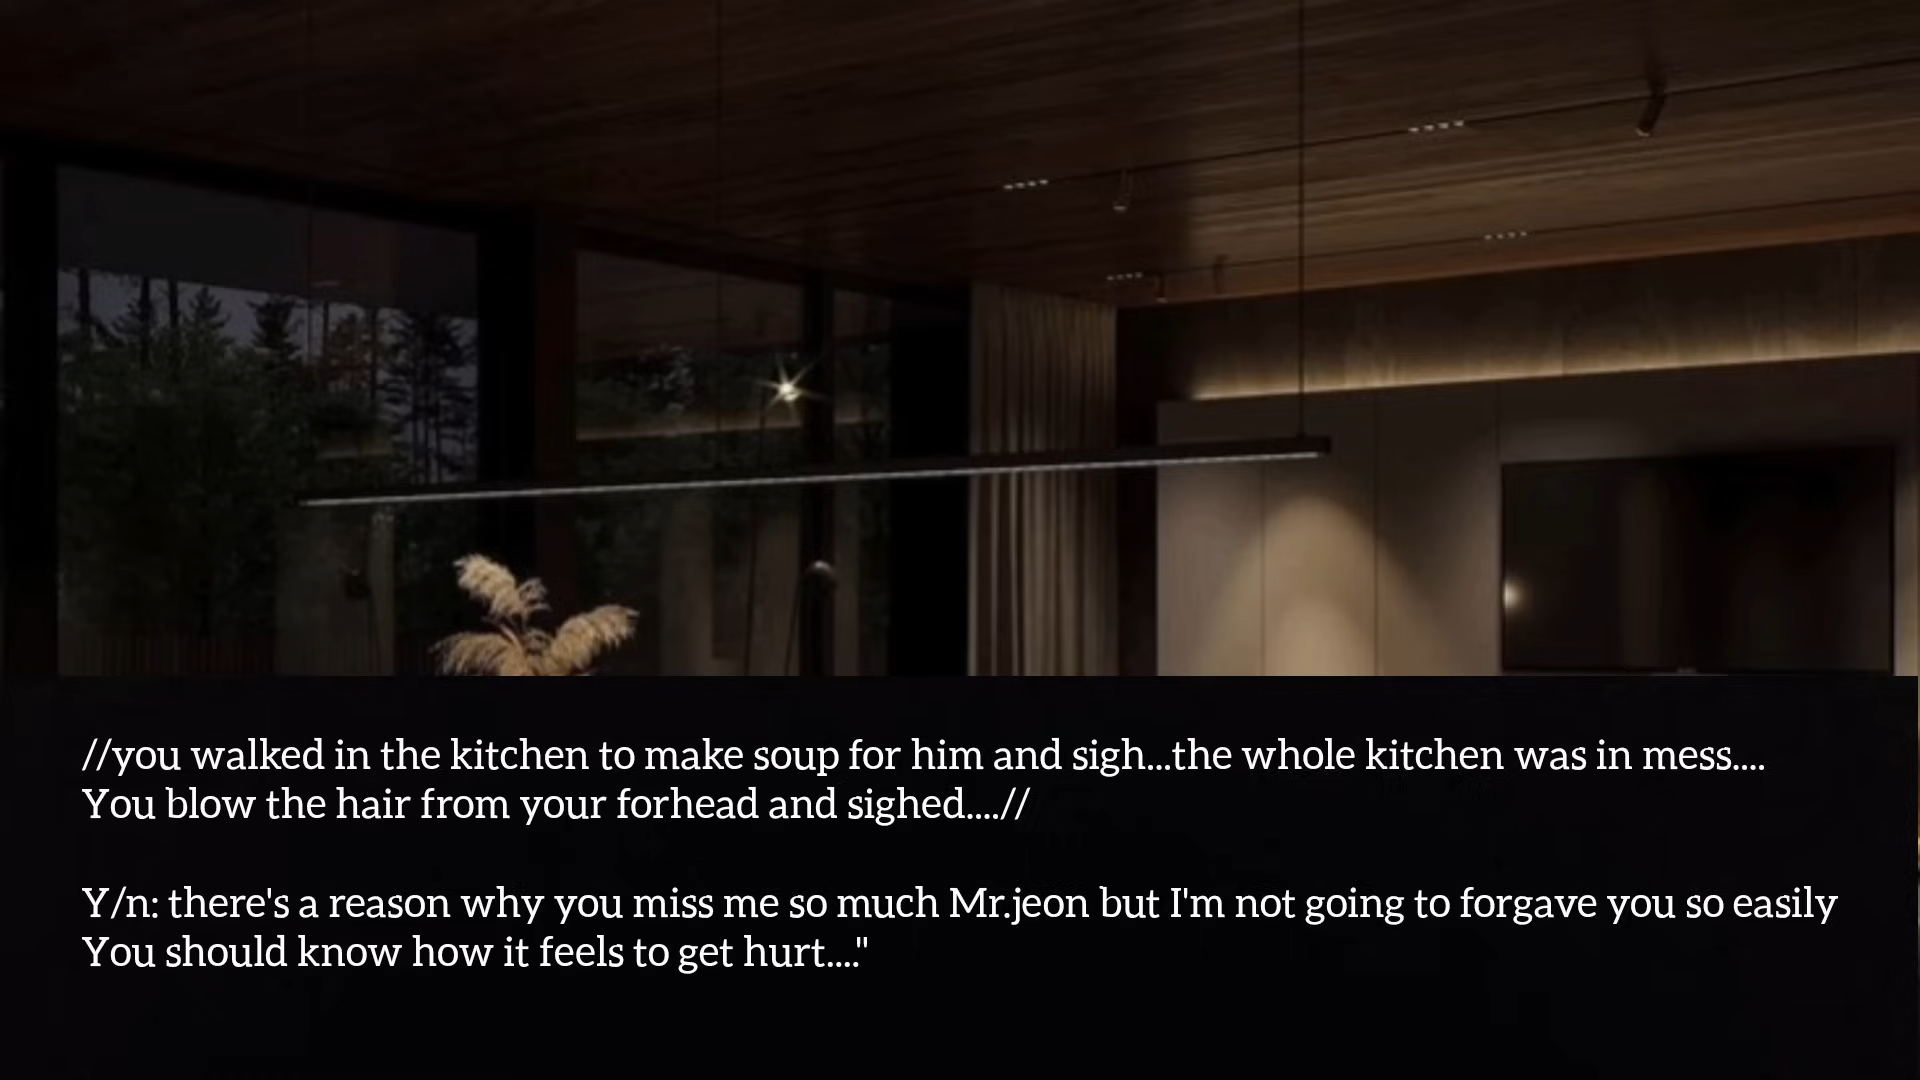 //you walked in the kitchen to make soup for him and sigh...the whole kitchen was in mess....
You blow the hair from your forhead and sighed....//
Y/n: there's a reason why you miss me so much Mr.jeon but I'm not going to forgave you so easily
You should know how it feels to get hurt...."